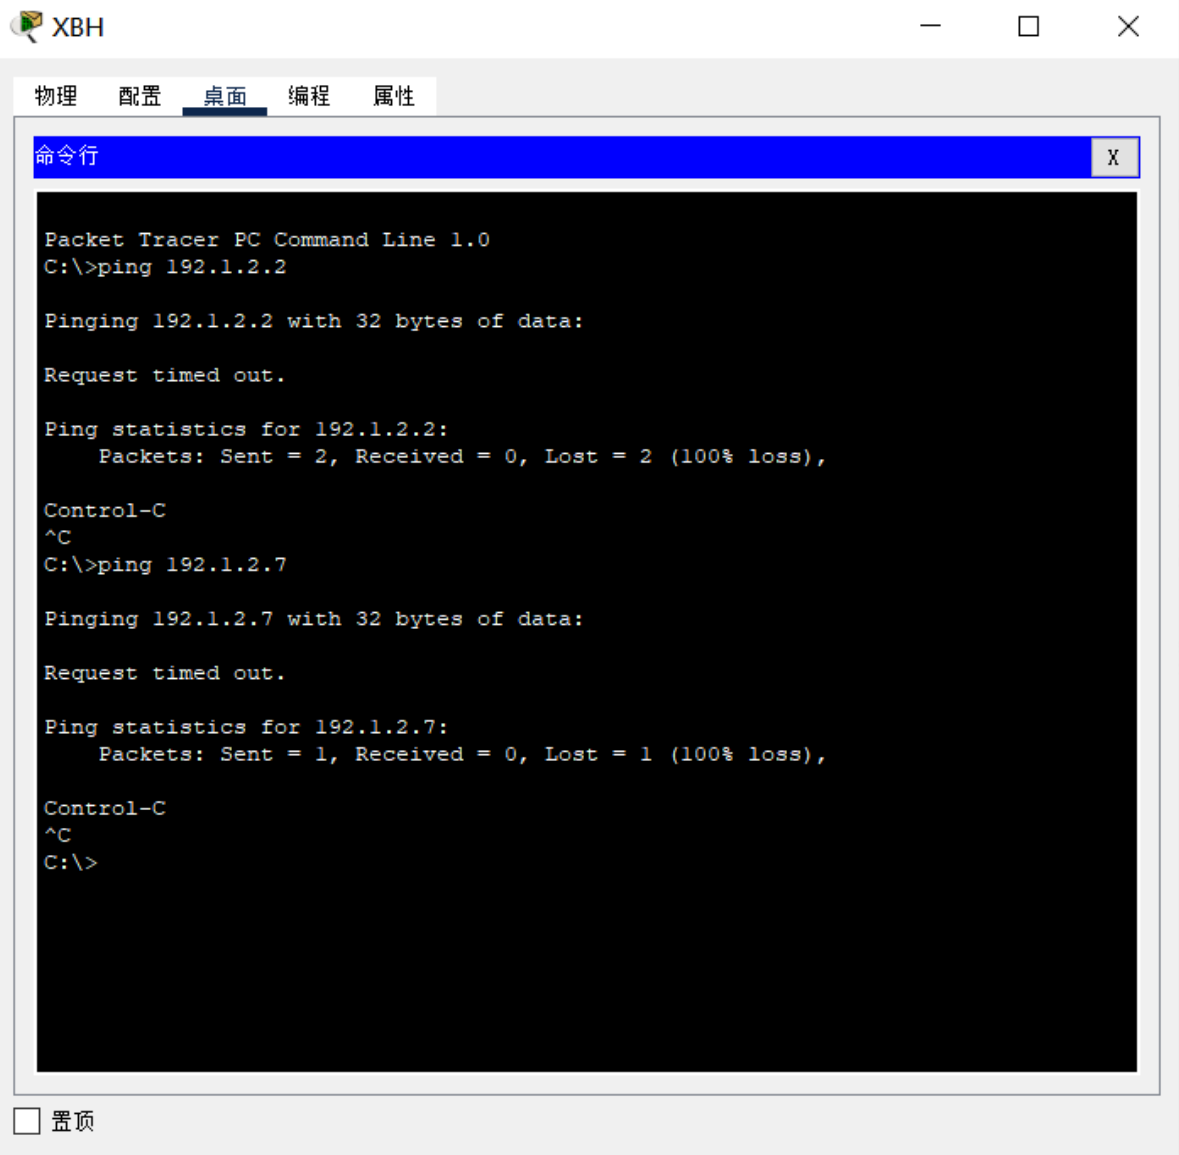 XBH
物理 配置 桌面 编程 属性
命令行 X
Packet Tracer PC Command Line 1.0
C:\>ping 192.1.2.2
Pinging 192.1.2.2 with 32 bytes of data:
Request timed out.
Ping statistics for 192.1.2.2:
    Packets: Sent = 2, Received = 0, Lost = 2 (100% loss),
Control-C
^C
C:\>ping 192.1.2.7
Pinging 192.1.2.7 with 32 bytes of data:
Request timed out.
Ping statistics for 192.1.2.7:
    Packets: Sent = 1, Received = 0, Lost = 1 (100% loss),
Control-C
^C
C:\>
置顶